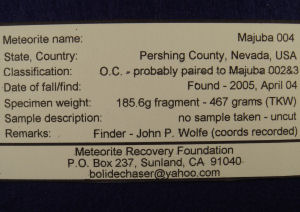 Meteorite name: Majuba 004
State, Country: Pershing County, Nevada, USA
Classification: O.C. - probably paired to Majuba 002&3
Date of fall/find: Found - 2005, April 04
Specimen weight: 185.6g fragment - 467 grams (TKW)
Sample description: no sample taken - uncut
Remarks: Finder - John P. Wolfe (coords recorded)
Meteorite Recovery Foundation
P.O. Box 237, Sunland, CA 91040
bolidechaser@yahoo.com